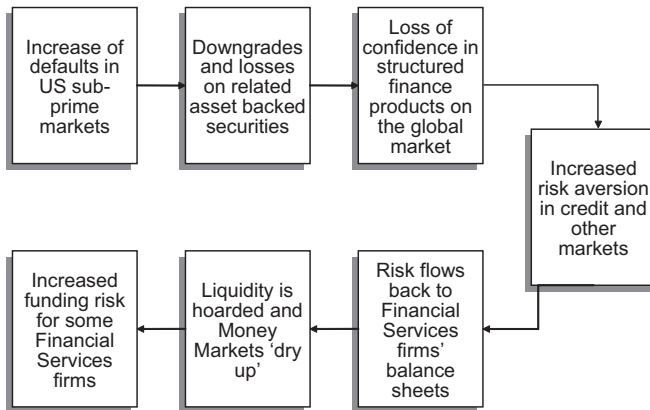 Increase of
defaults in
US sub-
prime
markets
Downgrades
and losses
on related
asset backed
securities
Loss of
confidence in
structured
finance
products on
the global
market
Increased
risk aversion
in credit and
other
markets
Risk flows
back to
Financial
Services
firms'
balance
sheets
Liquidity is
hoarded and
Money
Markets ‘dry
up’
Increased
funding risk
for some
Financial
Services
firms